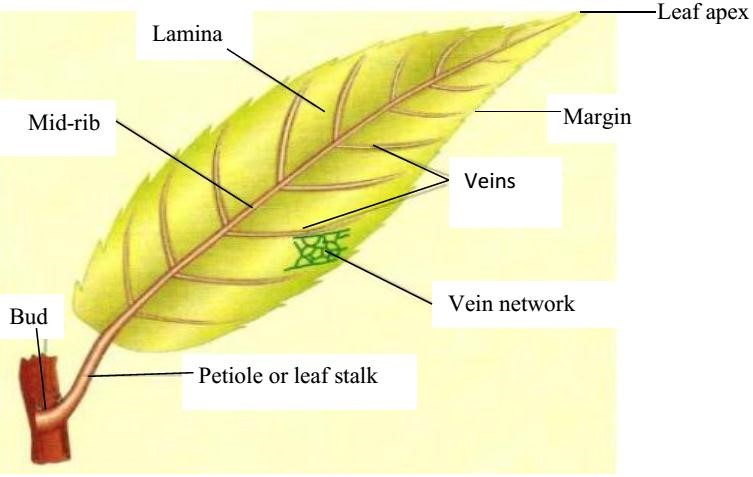 Leaf apex
Lamina
Margin
Mid-rib
Veins
Vein network
Bud
Petiole or leaf stalk